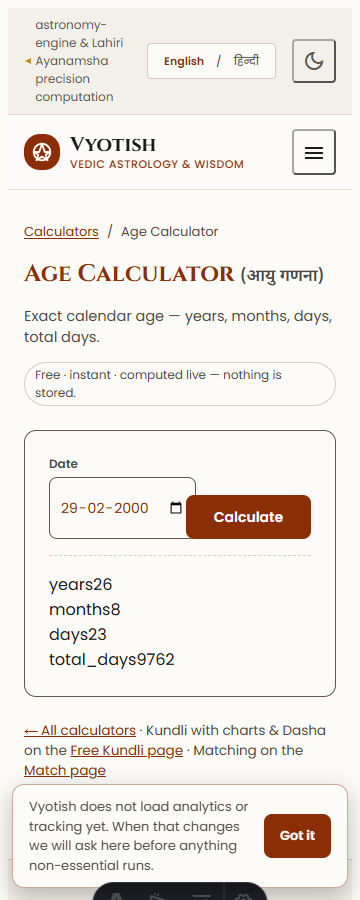 astronomy-
engine & Lahiri
Ayanamsha
precision
computation
English / हिन्दी
VYOTISH
VEDIC ASTROLOGY & WISDOM
Calculators / Age Calculator
AGE CALCULATOR (आयु गणना)
Exact calendar age — years, months, days,
total days.
Free · instant · computed live — nothing is
stored.
Date
29-02-2000
Calculate
years26
months8
days23
total_days9762
← All calculators · Kundli with charts & Dasha
on the Free Kundli page · Matching on the
Match page
Vyotish does not load analytics or
tracking yet. When that changes
we will ask here before anything
non-essential runs.
Got it